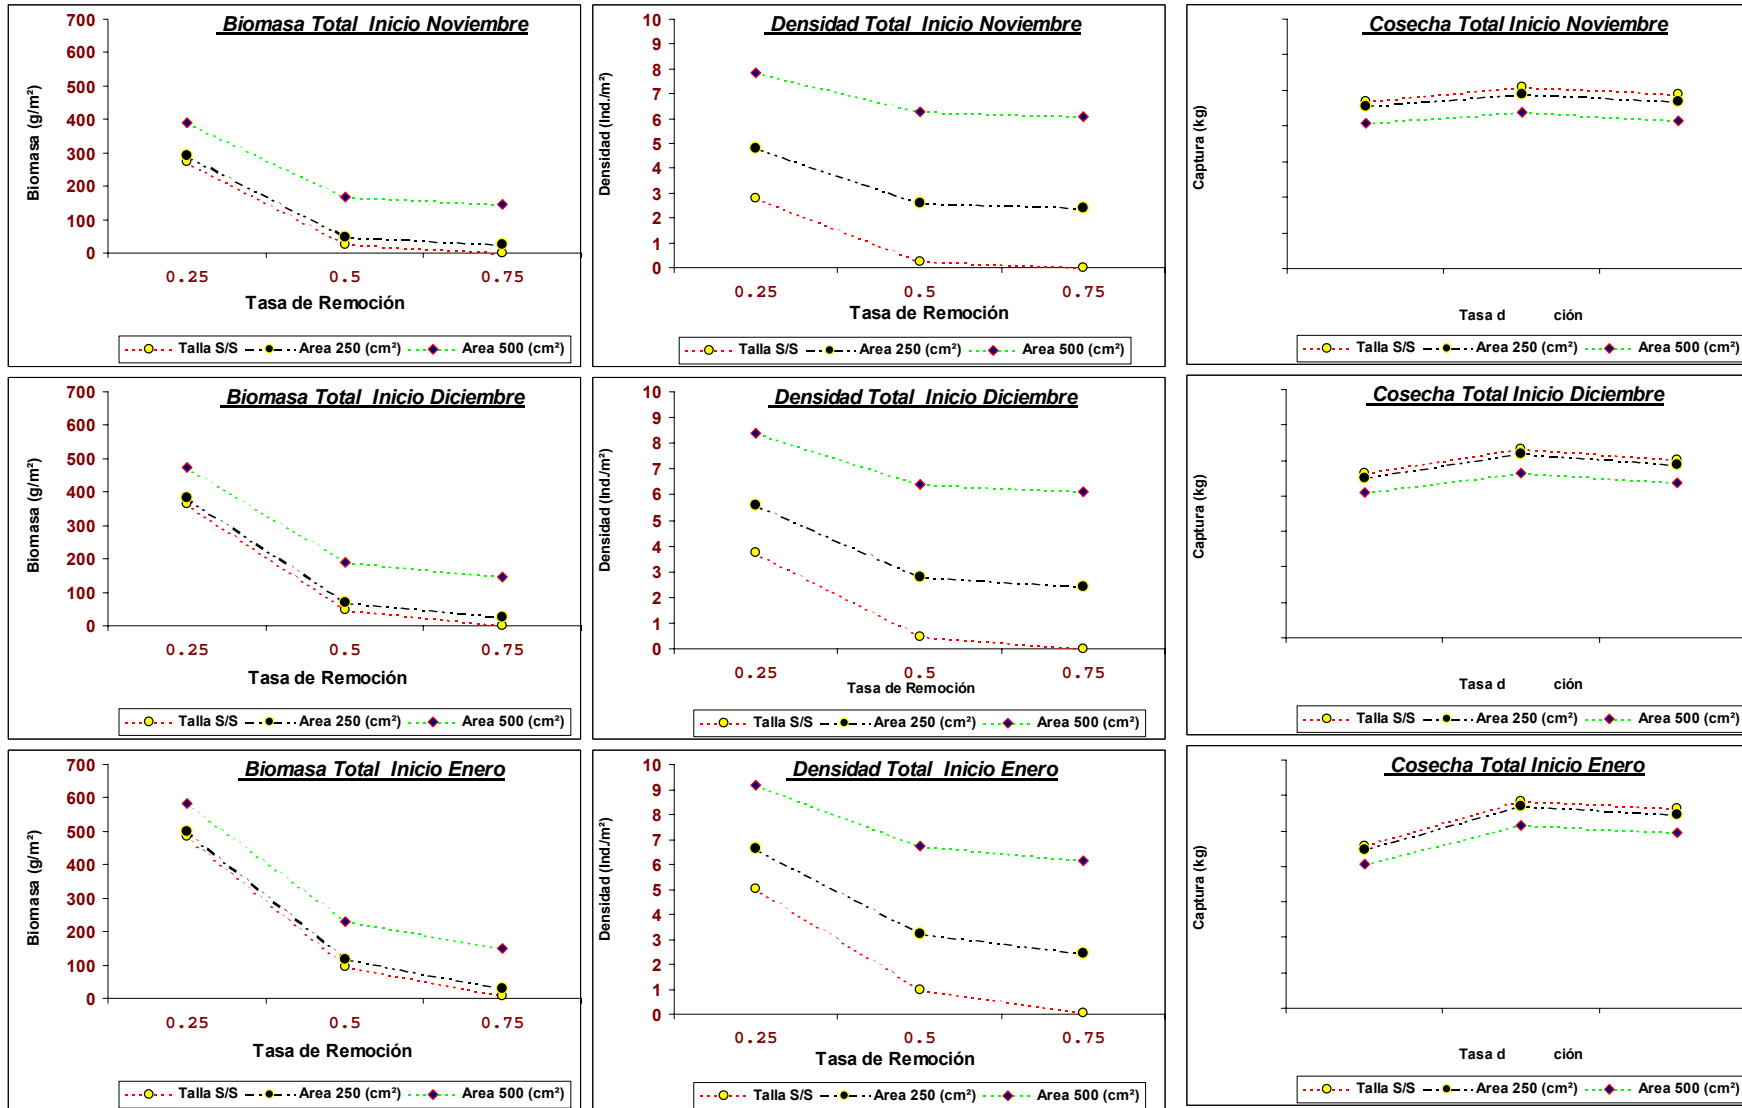 Biomasa Total  Inicio Noviembre
700
600
500
400
300
200
100
0
Biomasa (g/m²)
0.25 0.5 0.75
Tasa de Remoción
Talla S/S Area 250 (cm²) Area 500 (cm²)
Densidad Total  Inicio Noviembre
10
9
8
7
6
5
4
3
2
1
0
Densidad (Ind./m²)
0.25 0.5 0.75
Tasa de Remoción
Talla S/S Area 250 (cm²) Area 500 (cm²)
Cosecha Total Inicio Noviembre
Captura (kg)
Tasa d ción
Talla S/S Area 250 (cm²) Area 500 (cm²)
Biomasa Total  Inicio Diciembre
700
600
500
400
300
200
100
0
Biomasa (g/m²)
0.25 0.5 0.75
Tasa de Remoción
Talla S/S Area 250 (cm²) Area 500 (cm²)
Densidad Total  Inicio Diciembre
10
9
8
7
6
5
4
3
2
1
0
Densidad (Ind./m²)
0.25 0.5 0.75
Tasa de Remoción
Talla S/S Area 250 (cm²) Area 500 (cm²)
Cosecha Total Inicio Diciembre
Captura (kg)
Tasa d ción
Talla S/S Area 250 (cm²) Area 500 (cm²)
Biomasa Total  Inicio Enero
700
600
500
400
300
200
100
0
Biomasa (g/m²)
0.25 0.5 0.75
Tasa de Remoción
Talla S/S Area 250 (cm²) Area 500 (cm²)
Densidad Total  Inicio Enero
10
9
8
7
6
5
4
3
2
1
0
Densidad (Ind./m²)
0.25 0.5 0.75
Tasa de Remoción
Talla S/S Area 250 (cm²) Area 500 (cm²)
Cosecha Total Inicio Enero
Captura (kg)
Tasa d ción
Talla S/S Area 250 (cm²) Area 500 (cm²)